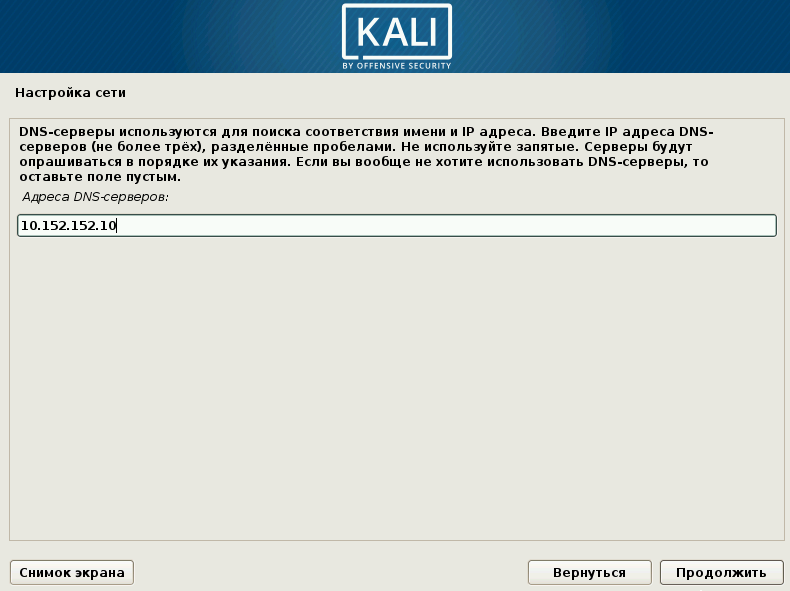 KALI
BY OFFENSIVE SECURITY
Настройка сети
DNS-серверы используются для поиска соответствия имени и IP адреса. Введите IP адреса DNS-
серверов (не более трёх), разделённые пробелами. Не используйте запятые. Серверы будут
опрашиваться в порядке их указания. Если вы вообще не хотите использовать DNS-серверы, то
оставьте поле пустым.
Адреса DNS-серверов:
10.152.152.10
Снимок экрана
Вернуться
Продолжить